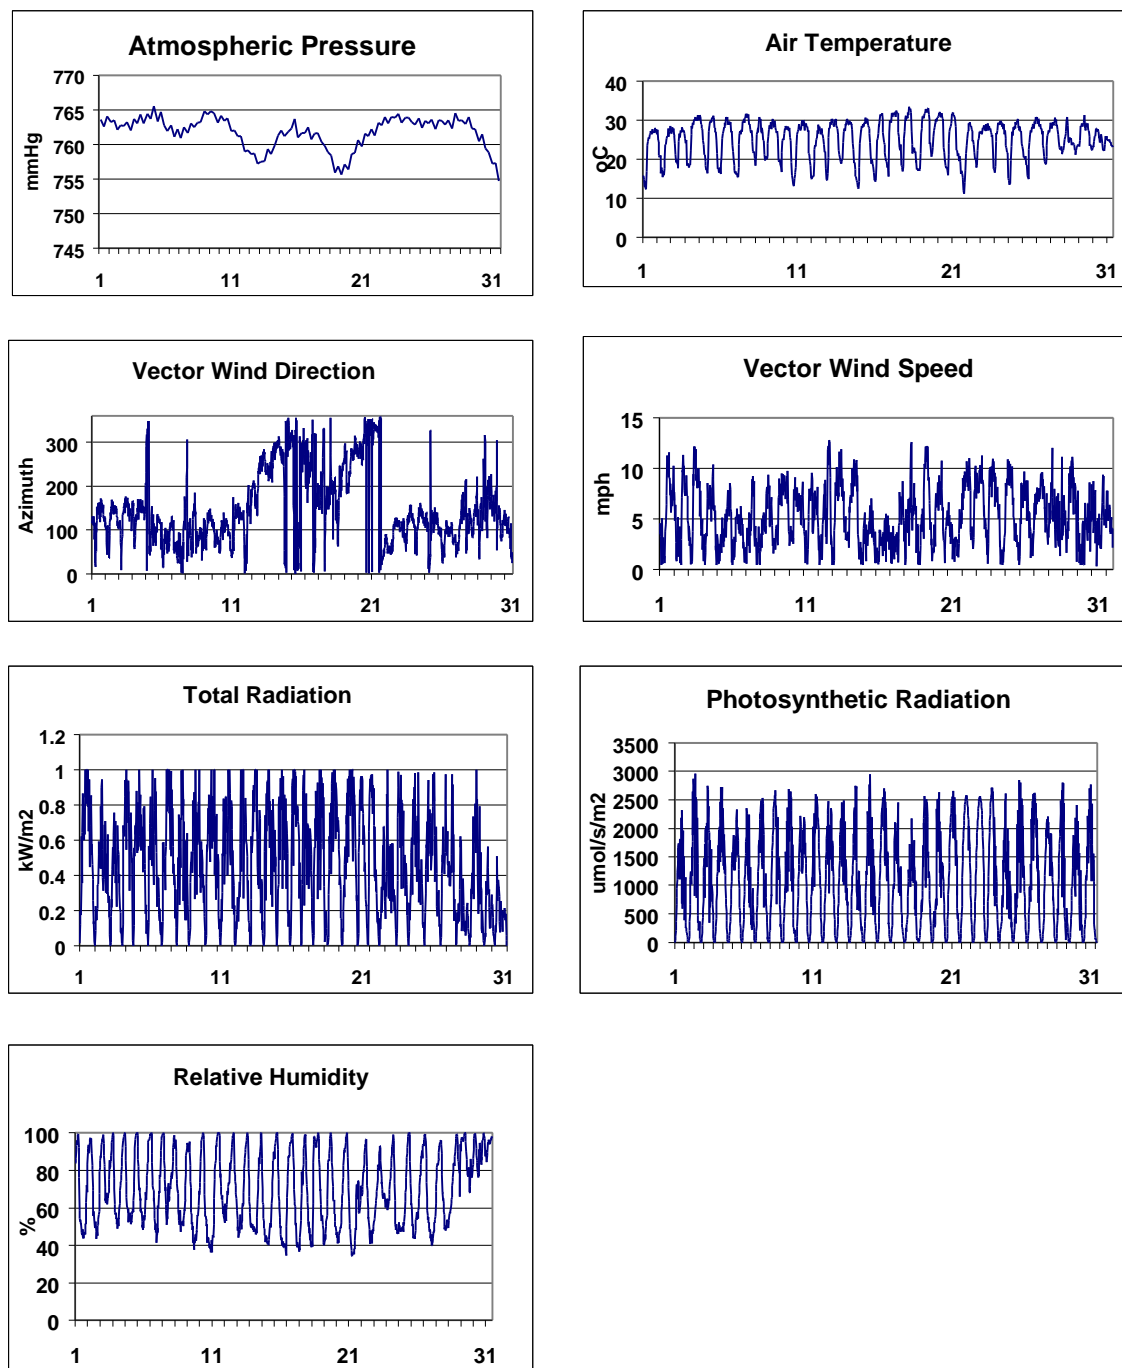 Atmospheric Pressure
770
765
760
755
750
745
mmHg
1 11 21 31
Air Temperature
40
30
20
10
0
oC
1 11 21 31
Vector Wind Direction
300
200
100
0
Azimuth
1 11 21 31
Vector Wind Speed
15
10
5
0
mph
1 11 21 31
Total Radiation
1.2
1
0.8
0.6
0.4
0.2
0
kW/m2
1 11 21 31
Photosynthetic Radiation
3500
3000
2500
2000
1500
1000
500
0
umol/s/m2
1 11 21 31
Relative Humidity
100
80
60
40
20
0
%
1 11 21 31